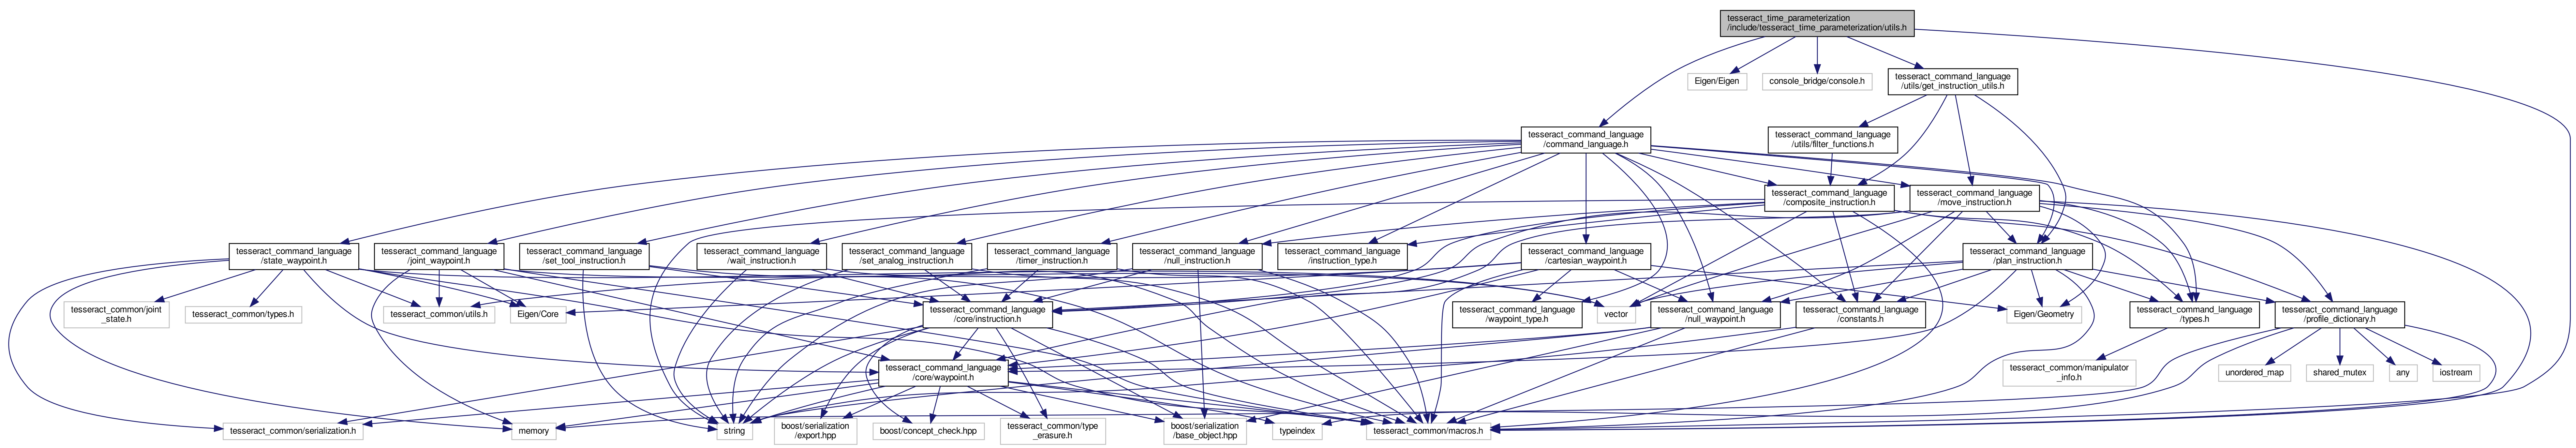 tesseract_time_parameterization
/include/tesseract_time_parameterization/utils.h
Eigen/Eigen
console_bridge/console.h
tesseract_command_language
/utils/get_instruction_utils.h
tesseract_command_language
/command_language.h
tesseract_command_language
/utils/filter_functions.h
tesseract_command_language
/composite_instruction.h
tesseract_command_language
/move_instruction.h
tesseract_command_language
/state_waypoint.h
tesseract_command_language
/joint_waypoint.h
tesseract_command_language
/set_tool_instruction.h
tesseract_command_language
/wait_instruction.h
tesseract_command_language
/set_analog_instruction.h
tesseract_command_language
/timer_instruction.h
tesseract_command_language
/null_instruction.h
tesseract_command_language
/instruction_type.h
tesseract_command_language
/cartesian_waypoint.h
tesseract_command_language
/plan_instruction.h
tesseract_common/joint
_state.h
tesseract_common/types.h
tesseract_common/utils.h
Eigen/Core
tesseract_command_language
/core/instruction.h
vector
tesseract_command_language
/waypoint_type.h
tesseract_command_language
/null_waypoint.h
tesseract_command_language
/constants.h
Eigen/Geometry
tesseract_command_language
/types.h
tesseract_command_language
/profile_dictionary.h
tesseract_command_language
/core/waypoint.h
tesseract_common/manipulator
_info.h
unordered_map
shared_mutex
any
iostream
tesseract_common/serialization.h
memory
string
boost/serialization
/export.hpp
boost/concept_check.hpp
tesseract_common/type
_erasure.h
boost/serialization
/base_object.hpp
typeindex
tesseract_common/macros.h